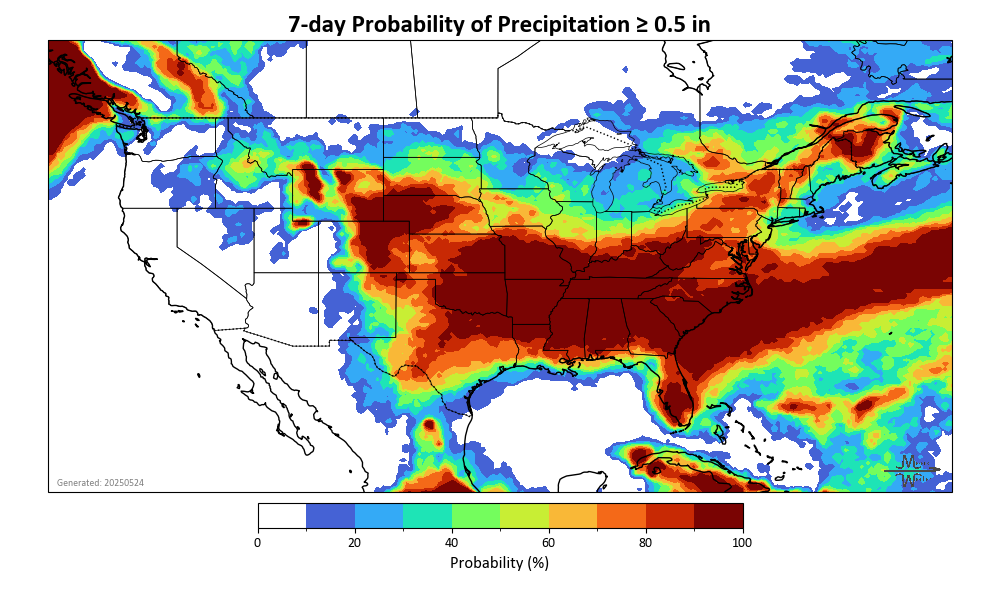 7-day Probability of Precipitation ≥ 0.5 in
Generated: 20250524
0 20 40 60 80 100
Probability (%)